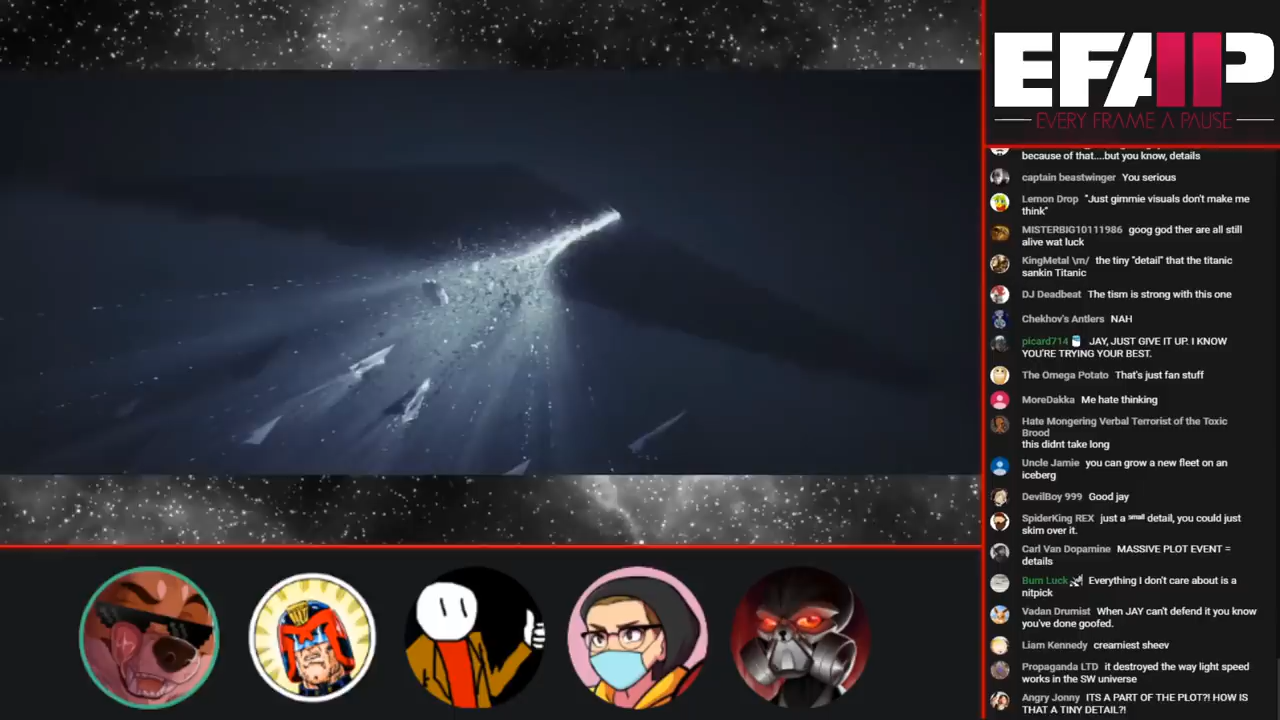 EFAP
EVERY FRAME A PAUSE
because of that....but you know, details
captain beastwinger You serious
Lemon Drop "Just gimmie visuals don't make me
think"
MISTERBIG10111986 goog god ther are all still
alive wat luck
KingMetal \m/ the tiny "detail" that the titanic
sankin Titanic
DJ Deadbeat The tism is strong with this one
Chekhov's Antlers NAH
picard714 JAY, JUST GIVE IT UP. I KNOW
YOU'RE TRYING YOUR BEST.
The Omega Potato That's just fan stuff
MoreDakka Me hate thinking
Hate Mongering Verbal Terrorist of the Toxic
Brood
this didnt take long
Uncle Jamie you can grow a new fleet on an
iceberg
DevilBoy 999 Good jay
SpiderKing REX just a ˢᵐᵃˡˡ detail, you could just
skim over it.
Carl Van Dopamine MASSIVE PLOT EVENT =
details
Bum Luck Everything I don't care about is a
nitpick
Vadan Drumist When JAY can't defend it you know
you've done goofed.
Liam Kennedy creamiest sheev
Propaganda LTD it destroyed the way light speed
works in the SW universe
Angry Jonny ITS A PART OF THE PLOT?! HOW IS
THAT A TINY DETAIL?!